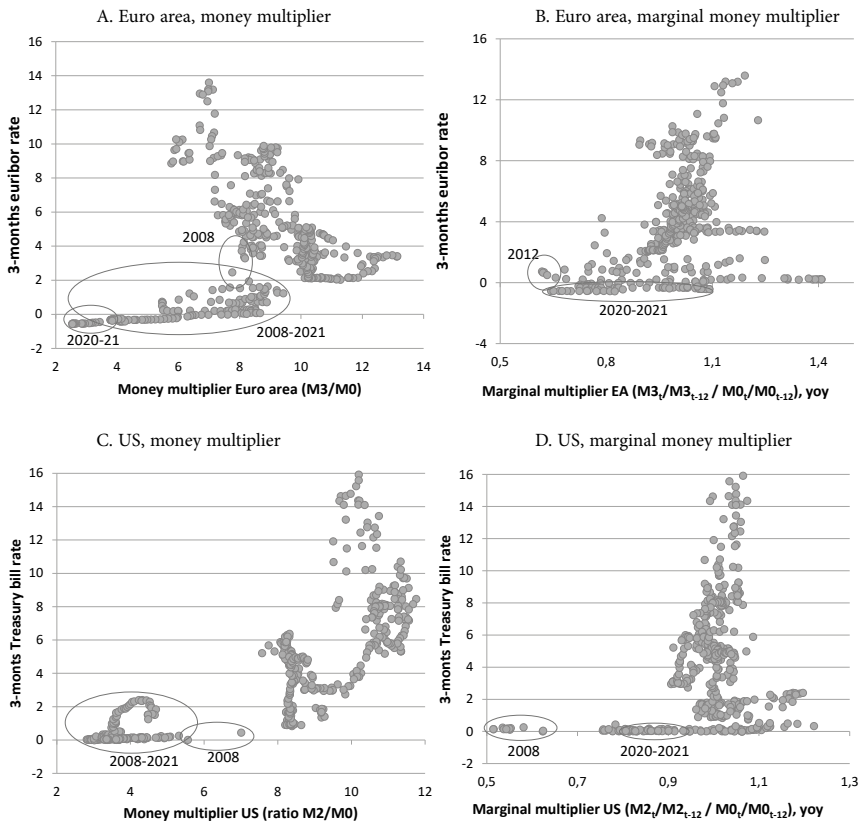 A. Euro area, money multiplier
3-months euribor rate
16
14
12
10
8
6
4
2
0
-2
2008
2020-21
2008-2021
2 4 6 8 10 12 14
Money multiplier Euro area (M3/M0)
B. Euro area, marginal money multiplier
3-months euribor rate
16
12
8
4
0
-4
2012
2020-2021
0,5 0,8 1,1 1,4
Marginal multiplier EA (M3t/M3t-12 / M0t/M0t-12), yoy
C. US, money multiplier
3-monts Treasury bill rate
16
14
12
10
8
6
4
2
0
-2
2008-2021
2008
2 4 6 8 10 12
Money multiplier US (ratio M2/M0)
D. US, marginal money multiplier
3-monts Treasury bill rate
16
14
12
10
8
6
4
2
0
-2
2008
2020-2021
0,5 0,7 0,9 1,1 1,3
Marginal multiplier US (M2t/M2t-12 / M0t/M0t-12), yoy